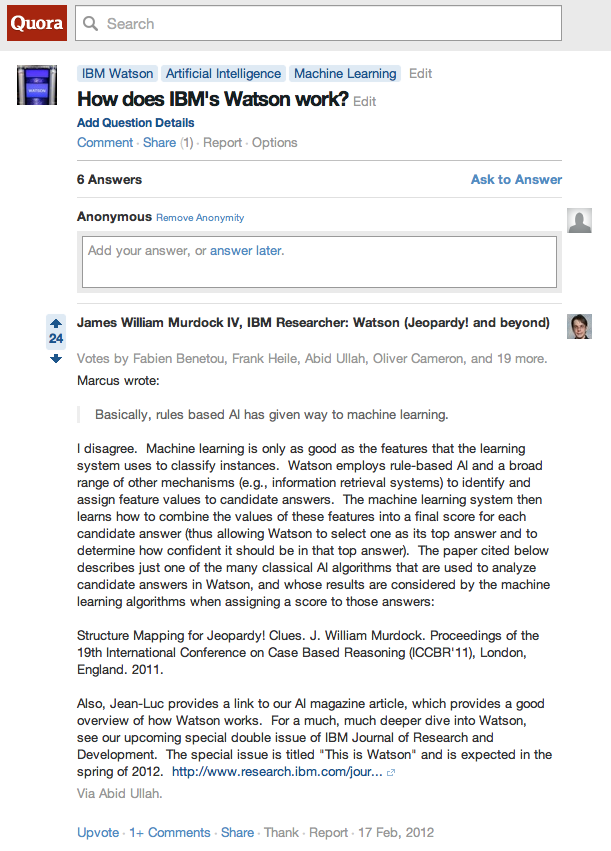 Quora
Search
WATSON
IBM Watson Artificial Intelligence Machine Learning Edit
How does IBM's Watson work? Edit
Add Question Details
Comment · Share (1) · Report · Options
6 Answers Ask to Answer
Anonymous Remove Anonymity
Add your answer, or answer later.
24
James William Murdock IV, IBM Researcher: Watson (Jeopardy! and beyond)
Votes by Fabien Benetou, Frank Heile, Abid Ullah, Oliver Cameron, and 19 more.
Marcus wrote:
Basically, rules based AI has given way to machine learning.
I disagree.  Machine learning is only as good as the features that the learning
system uses to classify instances.  Watson employs rule-based AI and a broad
range of other mechanisms (e.g., information retrieval systems) to identify and
assign feature values to candidate answers.  The machine learning system then
learns how to combine the values of these features into a final score for each
candidate answer (thus allowing Watson to select one as its top answer and to
determine how confident it should be in that top answer).  The paper cited below
describes just one of the many classical AI algorithms that are used to analyze
candidate answers in Watson, and whose results are considered by the machine
learning algorithms when assigning a score to those answers:
Structure Mapping for Jeopardy! Clues. J. William Murdock. Proceedings of the
19th International Conference on Case Based Reasoning (ICCBR'11), London,
England. 2011.
Also, Jean-Luc provides a link to our AI magazine article, which provides a good
overview of how Watson works.  For a much, much deeper dive into Watson,
see our upcoming special double issue of IBM Journal of Research and
Development.  The special issue is titled "This is Watson" and is expected in the
spring of 2012.  http://www.research.ibm.com/jour...
Via Abid Ullah.
Upvote · 1+ Comments · Share · Thank · Report · 17 Feb, 2012